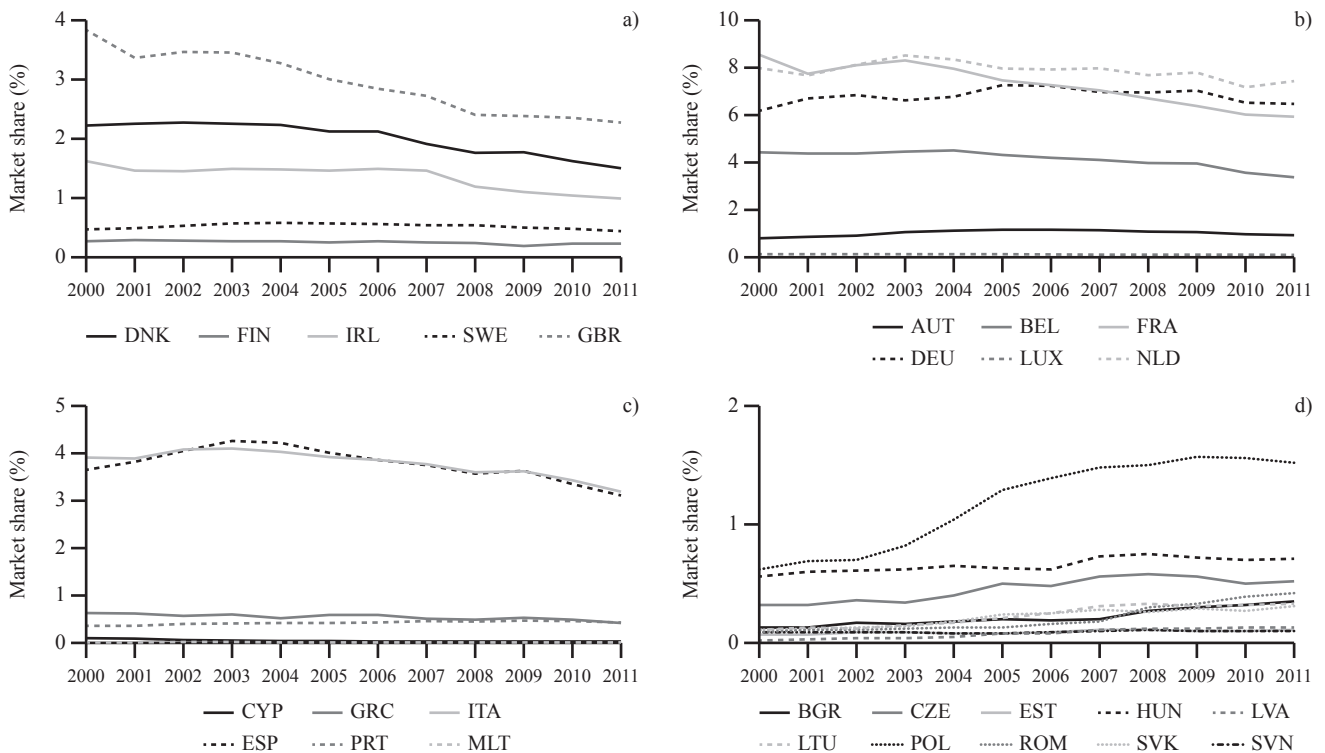 a)
Market share (%)
4
3
2
1
0
2000 2001 2002 2003 2004 2005 2006 2007 2008 2009 2010 2011
DNK FIN IRL SWE GBR
b)
Market share (%)
10
8
6
4
2
0
2000 2001 2002 2003 2004 2005 2006 2007 2008 2009 2010 2011
AUT BEL FRA
DEU LUX NLD
c)
Market share (%)
5
4
3
2
1
0
2000 2001 2002 2003 2004 2005 2006 2007 2008 2009 2010 2011
CYP GRC ITA
ESP PRT MLT
d)
Market share (%)
2
1
0
2000 2001 2002 2003 2004 2005 2006 2007 2008 2009 2010 2011
BGR CZE EST HUN LVA
LTU POL ROM SVK SVN